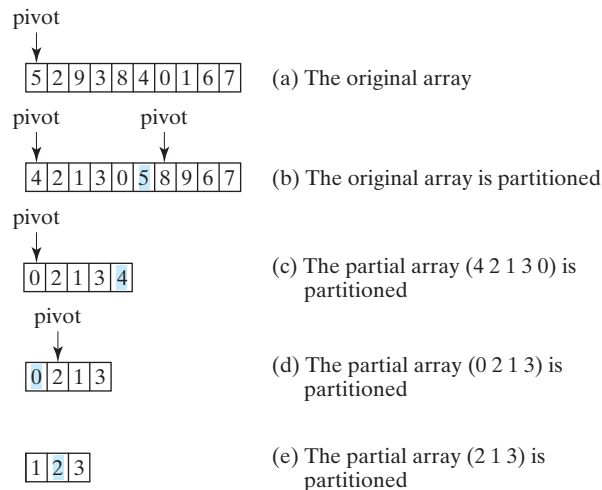 pivot
5 2 9 3 8 4 0 1 6 7 (a) The original array
pivot pivot
4 2 1 3 0 5 8 9 6 7 (b) The original array is partitioned
pivot
0 2 1 3 4 (c) The partial array (4 2 1 3 0) is
partitioned
pivot
0 2 1 3 (d) The partial array (0 2 1 3) is
partitioned
1 2 3 (e) The partial array (2 1 3) is
partitioned